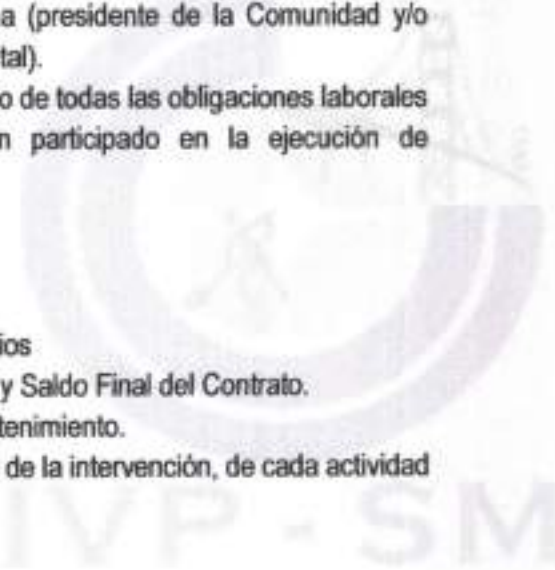 a (presidente de la Comunidad y/o
tal).
o de todas las obligaciones laborales
n participado en la ejecución de
ios
y Saldo Final del Contrato.
tenimiento.
de la intervención, de cada actividad
IVP - SM